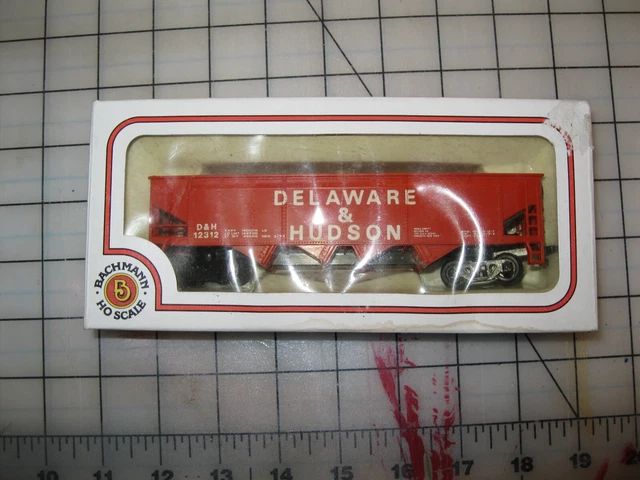 DELAWARE
&
HUDSON
D&H
12312
BACHMANN
B
HO SCALE
10 11 12 13 14 15 16 17 18 19